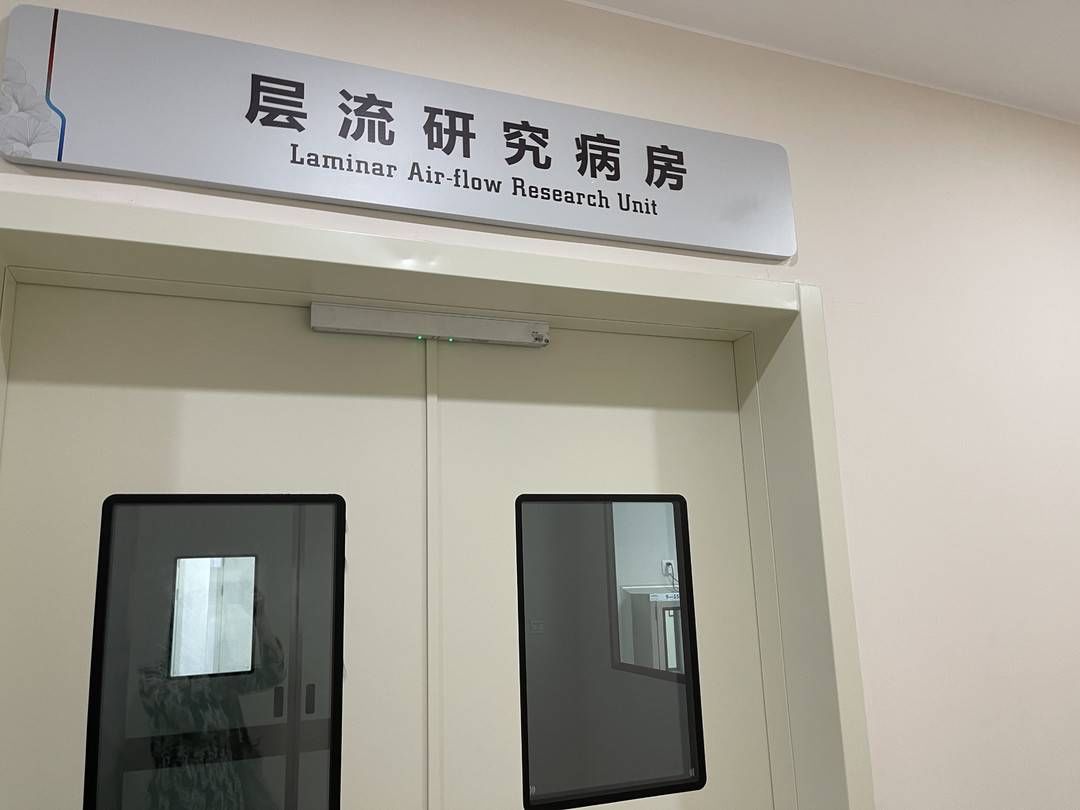 层流研究病房
Laminar Air-flow Research Unit